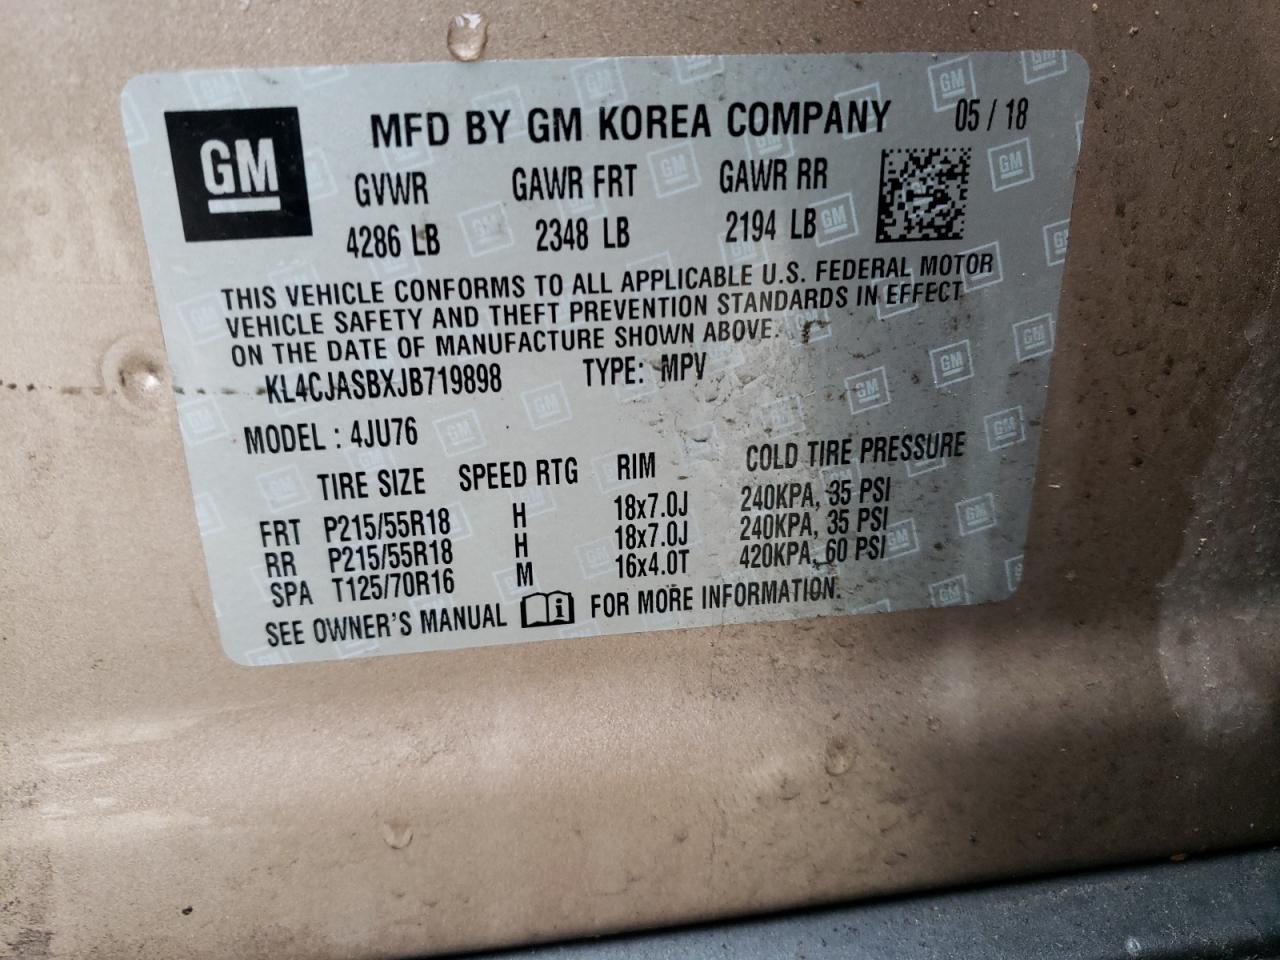 GM
MFD BY GM KOREA COMPANY 05 / 18
GVWR GAWR FRT GAWR RR
4286 LB 2348 LB 2194 LB
THIS VEHICLE CONFORMS TO ALL APPLICABLE U.S. FEDERAL MOTOR
VEHICLE SAFETY AND THEFT PREVENTION STANDARDS IN EFFECT
ON THE DATE OF MANUFACTURE SHOWN ABOVE.
KL4CJASBXJB719898 TYPE: MPV
MODEL : 4JU76
TIRE SIZE SPEED RTG RIM COLD TIRE PRESSURE
FRT P215/55R18 H 18x7.0J 240KPA, 35 PSI
RR P215/55R18 H 18x7.0J 240KPA, 35 PSI
SPA T125/70R16 M 16x4.0T 420KPA, 60 PSI
SEE OWNER'S MANUAL i FOR MORE INFORMATION.